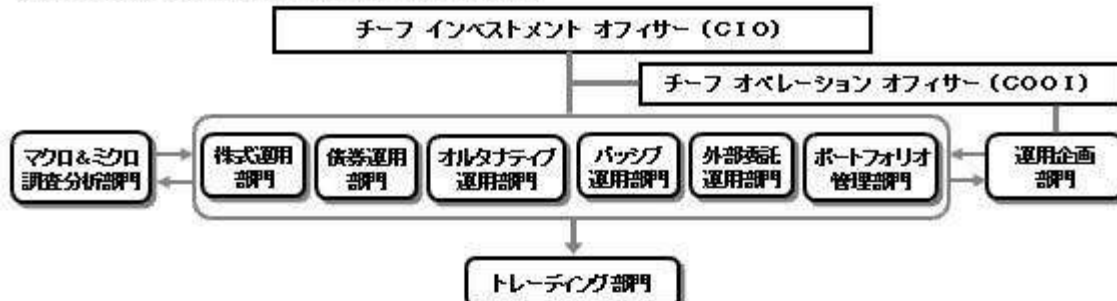 チーフ インベストメント オフィサー (CIO)
チーフ オペレーション オフィサー (COOI)
マクロ&ミクロ
調査分析部門
株式運用
部門
債券運用
部門
オルタナティブ
運用部門
パッシブ
運用部門
外部委託
運用部門
ポートフォリオ
管理部門
運用企画
部門
トレーディング部門